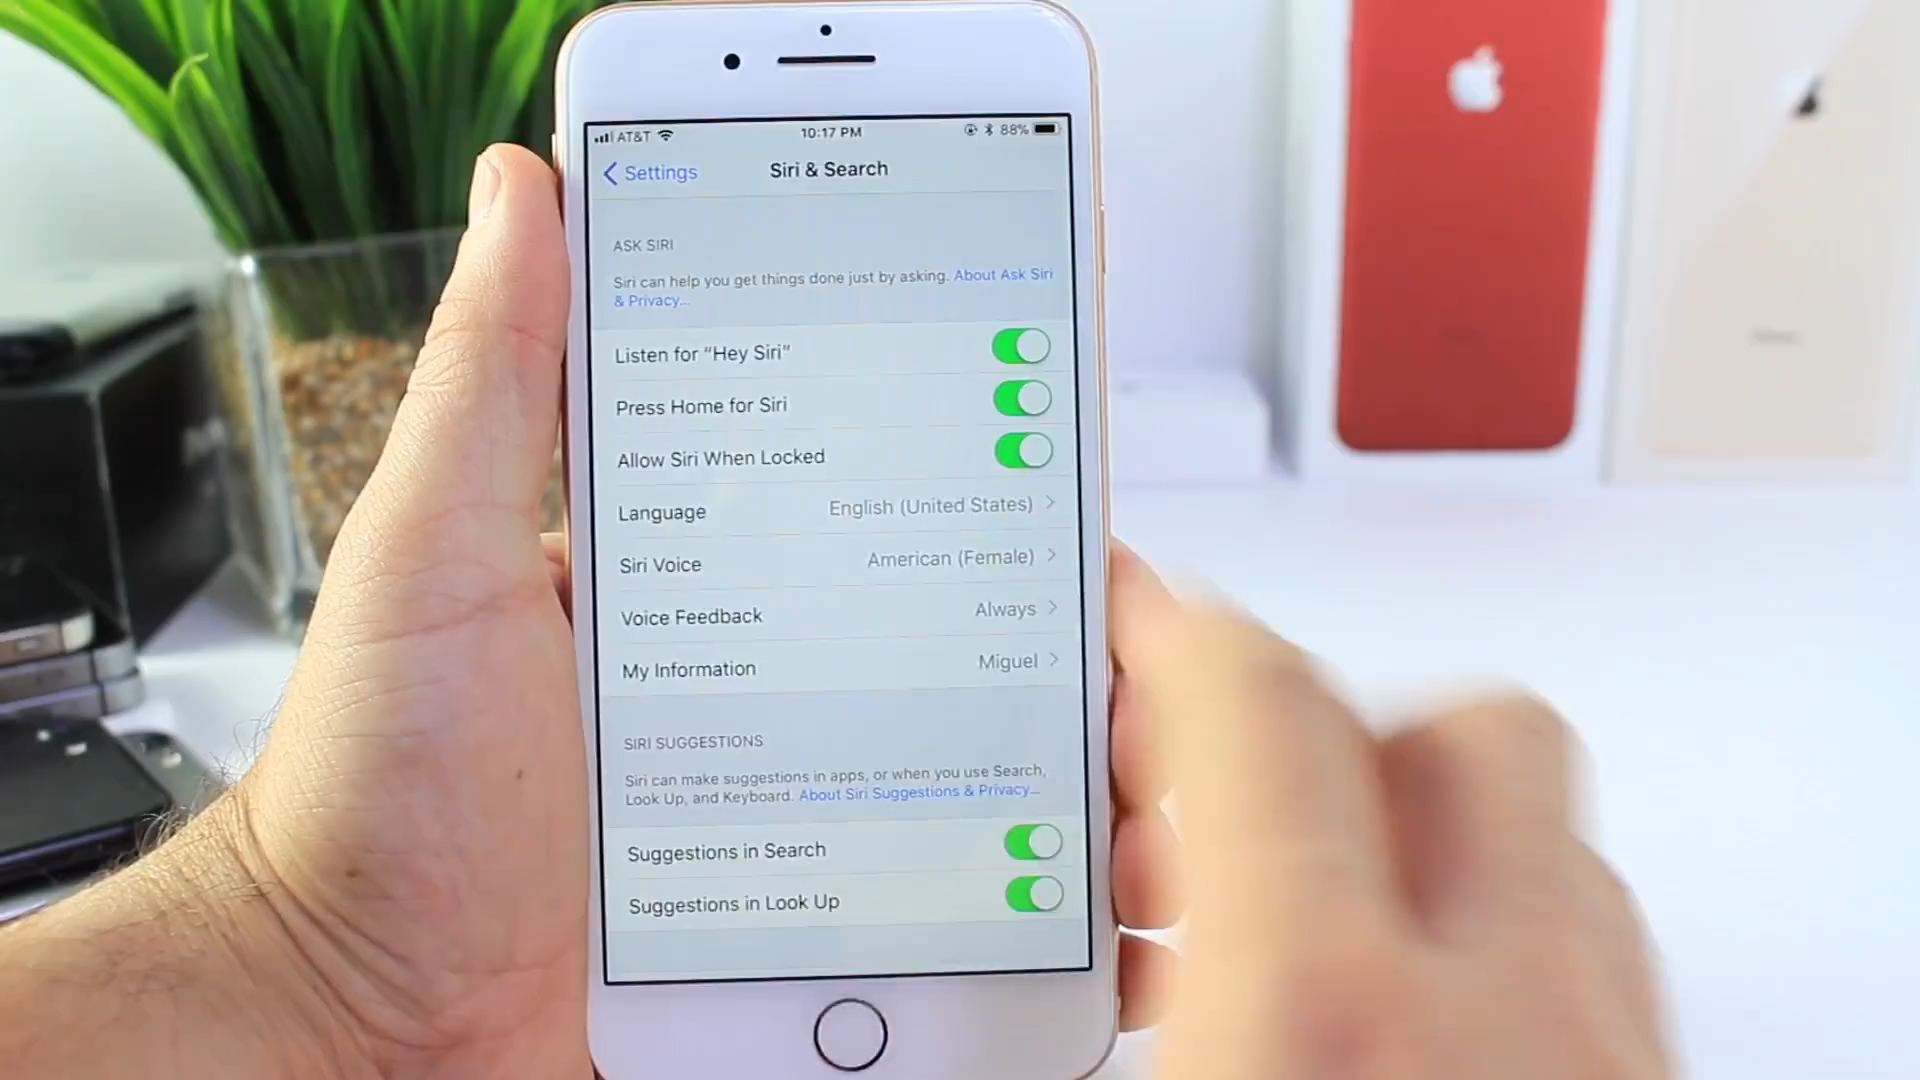 AT&T 10:17 PM 88%
Settings Siri & Search
ASK SIRI
Siri can help you get things done just by asking. About Ask Siri
& Privacy...
Listen for “Hey Siri”
Press Home for Siri
Allow Siri When Locked
Language English (United States)
Siri Voice American (Female)
Voice Feedback Always
My Information Miguel
SIRI SUGGESTIONS
Siri can make suggestions in apps, or when you use Search,
Look Up, and Keyboard. About Siri Suggestions & Privacy...
Suggestions in Search
Suggestions in Look Up